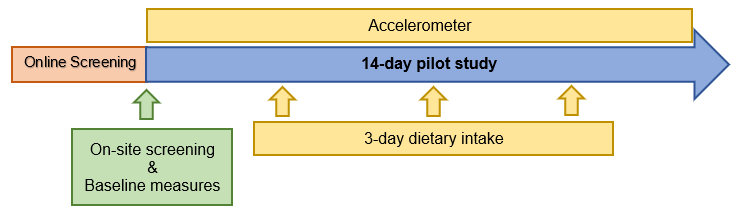 Accelerometer
Online Screening
14-day pilot study
On-site screening
&
Baseline measures
3-day dietary intake